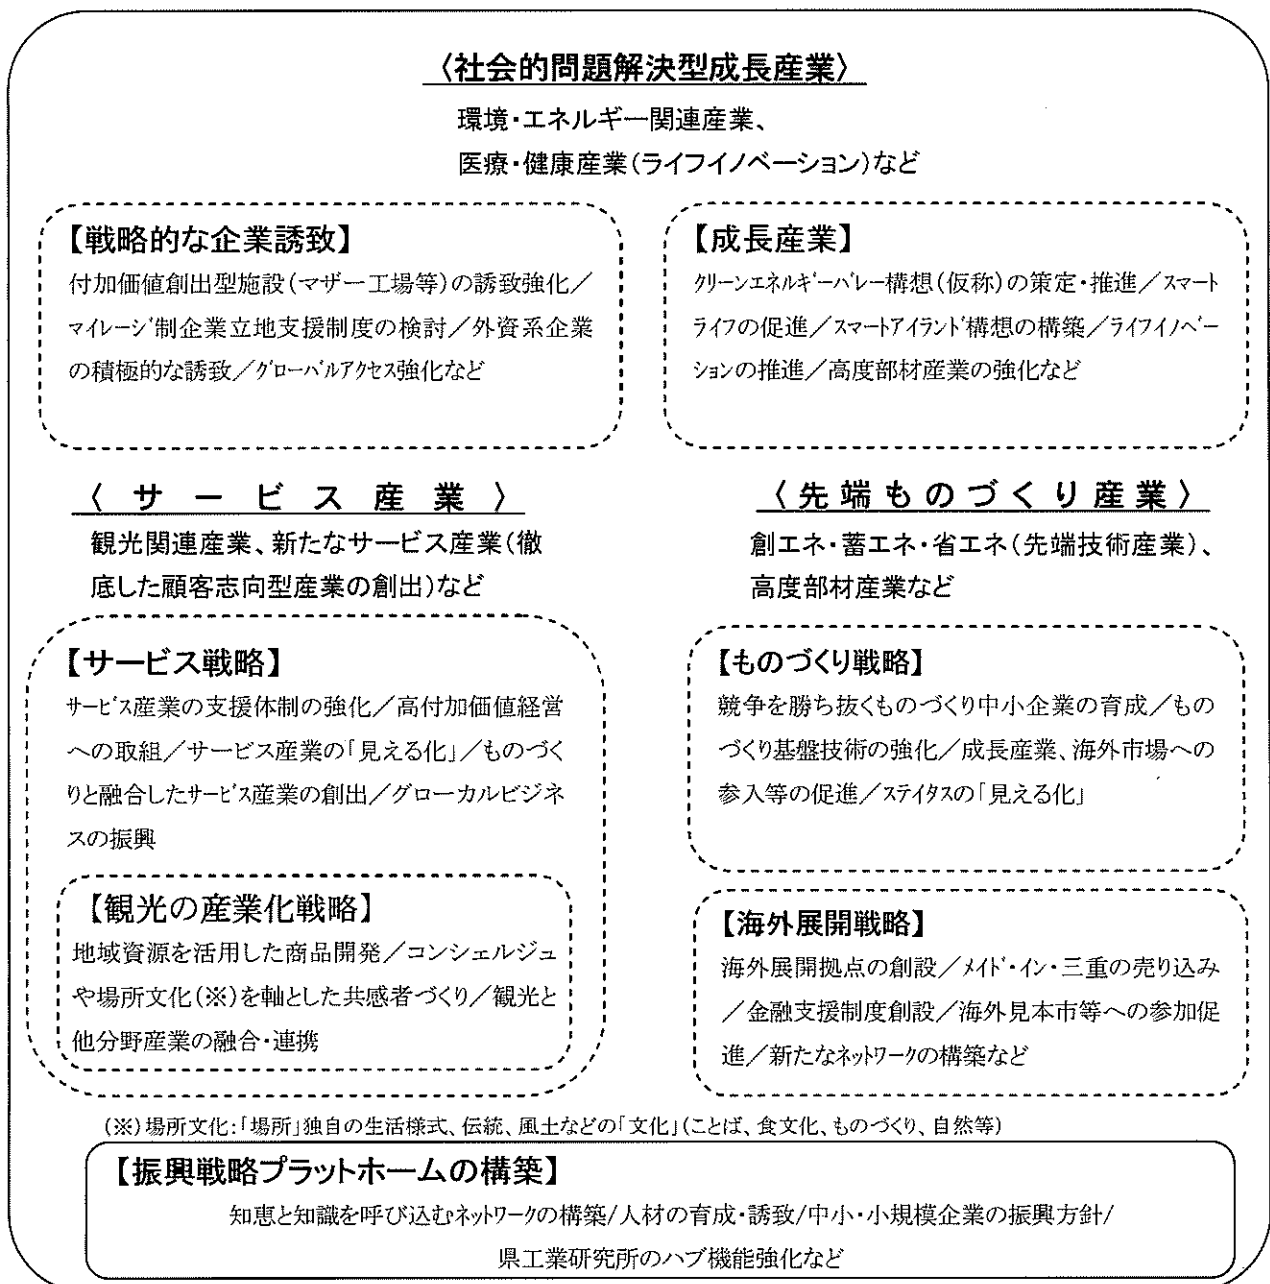 〈社会的問題解決型成長産業〉
環境・エネルギー関連産業、
医療・健康産業(ライフイノベーション)など
【戦略的な企業誘致】
付加価値創出型施設(マザー工場等)の誘致強化／
マイレージ制企業立地支援制度の検討／外資系企業
の積極的な誘致／グローバルアクセス強化など
【成長産業】
クリーンエネルギーバレー構想(仮称)の策定・推進／スマート
ライフの促進／スマートアイランド構想の構築／ライフイノベー
ションの推進／高度部材産業の強化など
〈サービス産業〉
観光関連産業、新たなサービス産業(徹
底した顧客志向型産業の創出)など
〈先端ものづくり産業〉
創エネ・蓄エネ・省エネ(先端技術産業)、
高度部材産業など
【サービス戦略】
サービス産業の支援体制の強化／高付加価値経営
への取組／サービス産業の「見える化」／ものづく
りと融合したサービス産業の創出／グローカルビジネ
スの振興
【観光の産業化戦略】
地域資源を活用した商品開発／コンシェルジュ
や場所文化(※)を軸とした共感者づくり／観光と
他分野産業の融合・連携
【ものづくり戦略】
競争を勝ち抜くものづくり中小企業の育成／もの
づくり基盤技術の強化／成長産業、海外市場への
参入等の促進／ステイタスの「見える化」
【海外展開戦略】
海外展開拠点の創設／メイド・イン・三重の売り込み
／金融支援制度創設／海外見本市等への参加促
進／新たなネットワークの構築など
(※)場所文化:「場所」独自の生活様式、伝統、風土などの「文化」(ことば、食文化、ものづくり、自然等)
【振興戦略プラットホームの構築】
知恵と知識を呼び込むネットワークの構築/人材の育成・誘致/中小・小規模企業の振興方針/
県工業研究所のハブ機能強化など